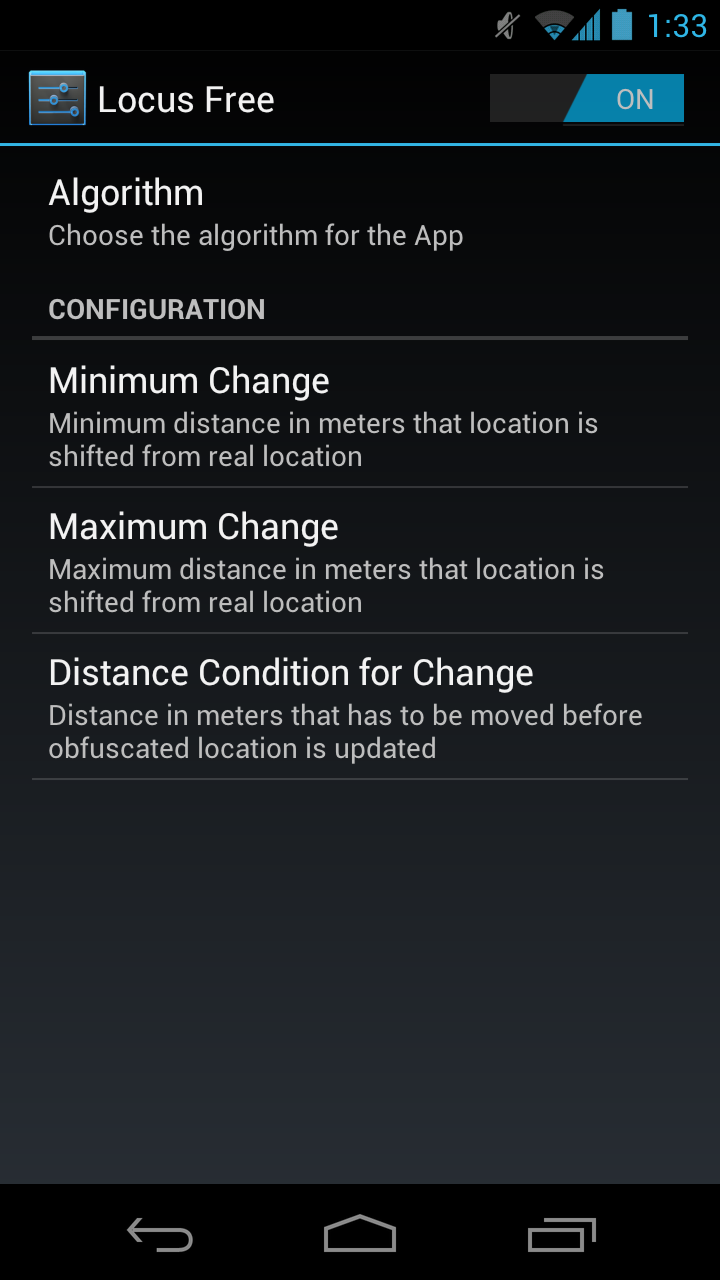 1:33
Locus Free
ON
Algorithm
Choose the algorithm for the App
CONFIGURATION
Minimum Change
Minimum distance in meters that location is
shifted from real location
Maximum Change
Maximum distance in meters that location is
shifted from real location
Distance Condition for Change
Distance in meters that has to be moved before
obfuscated location is updated